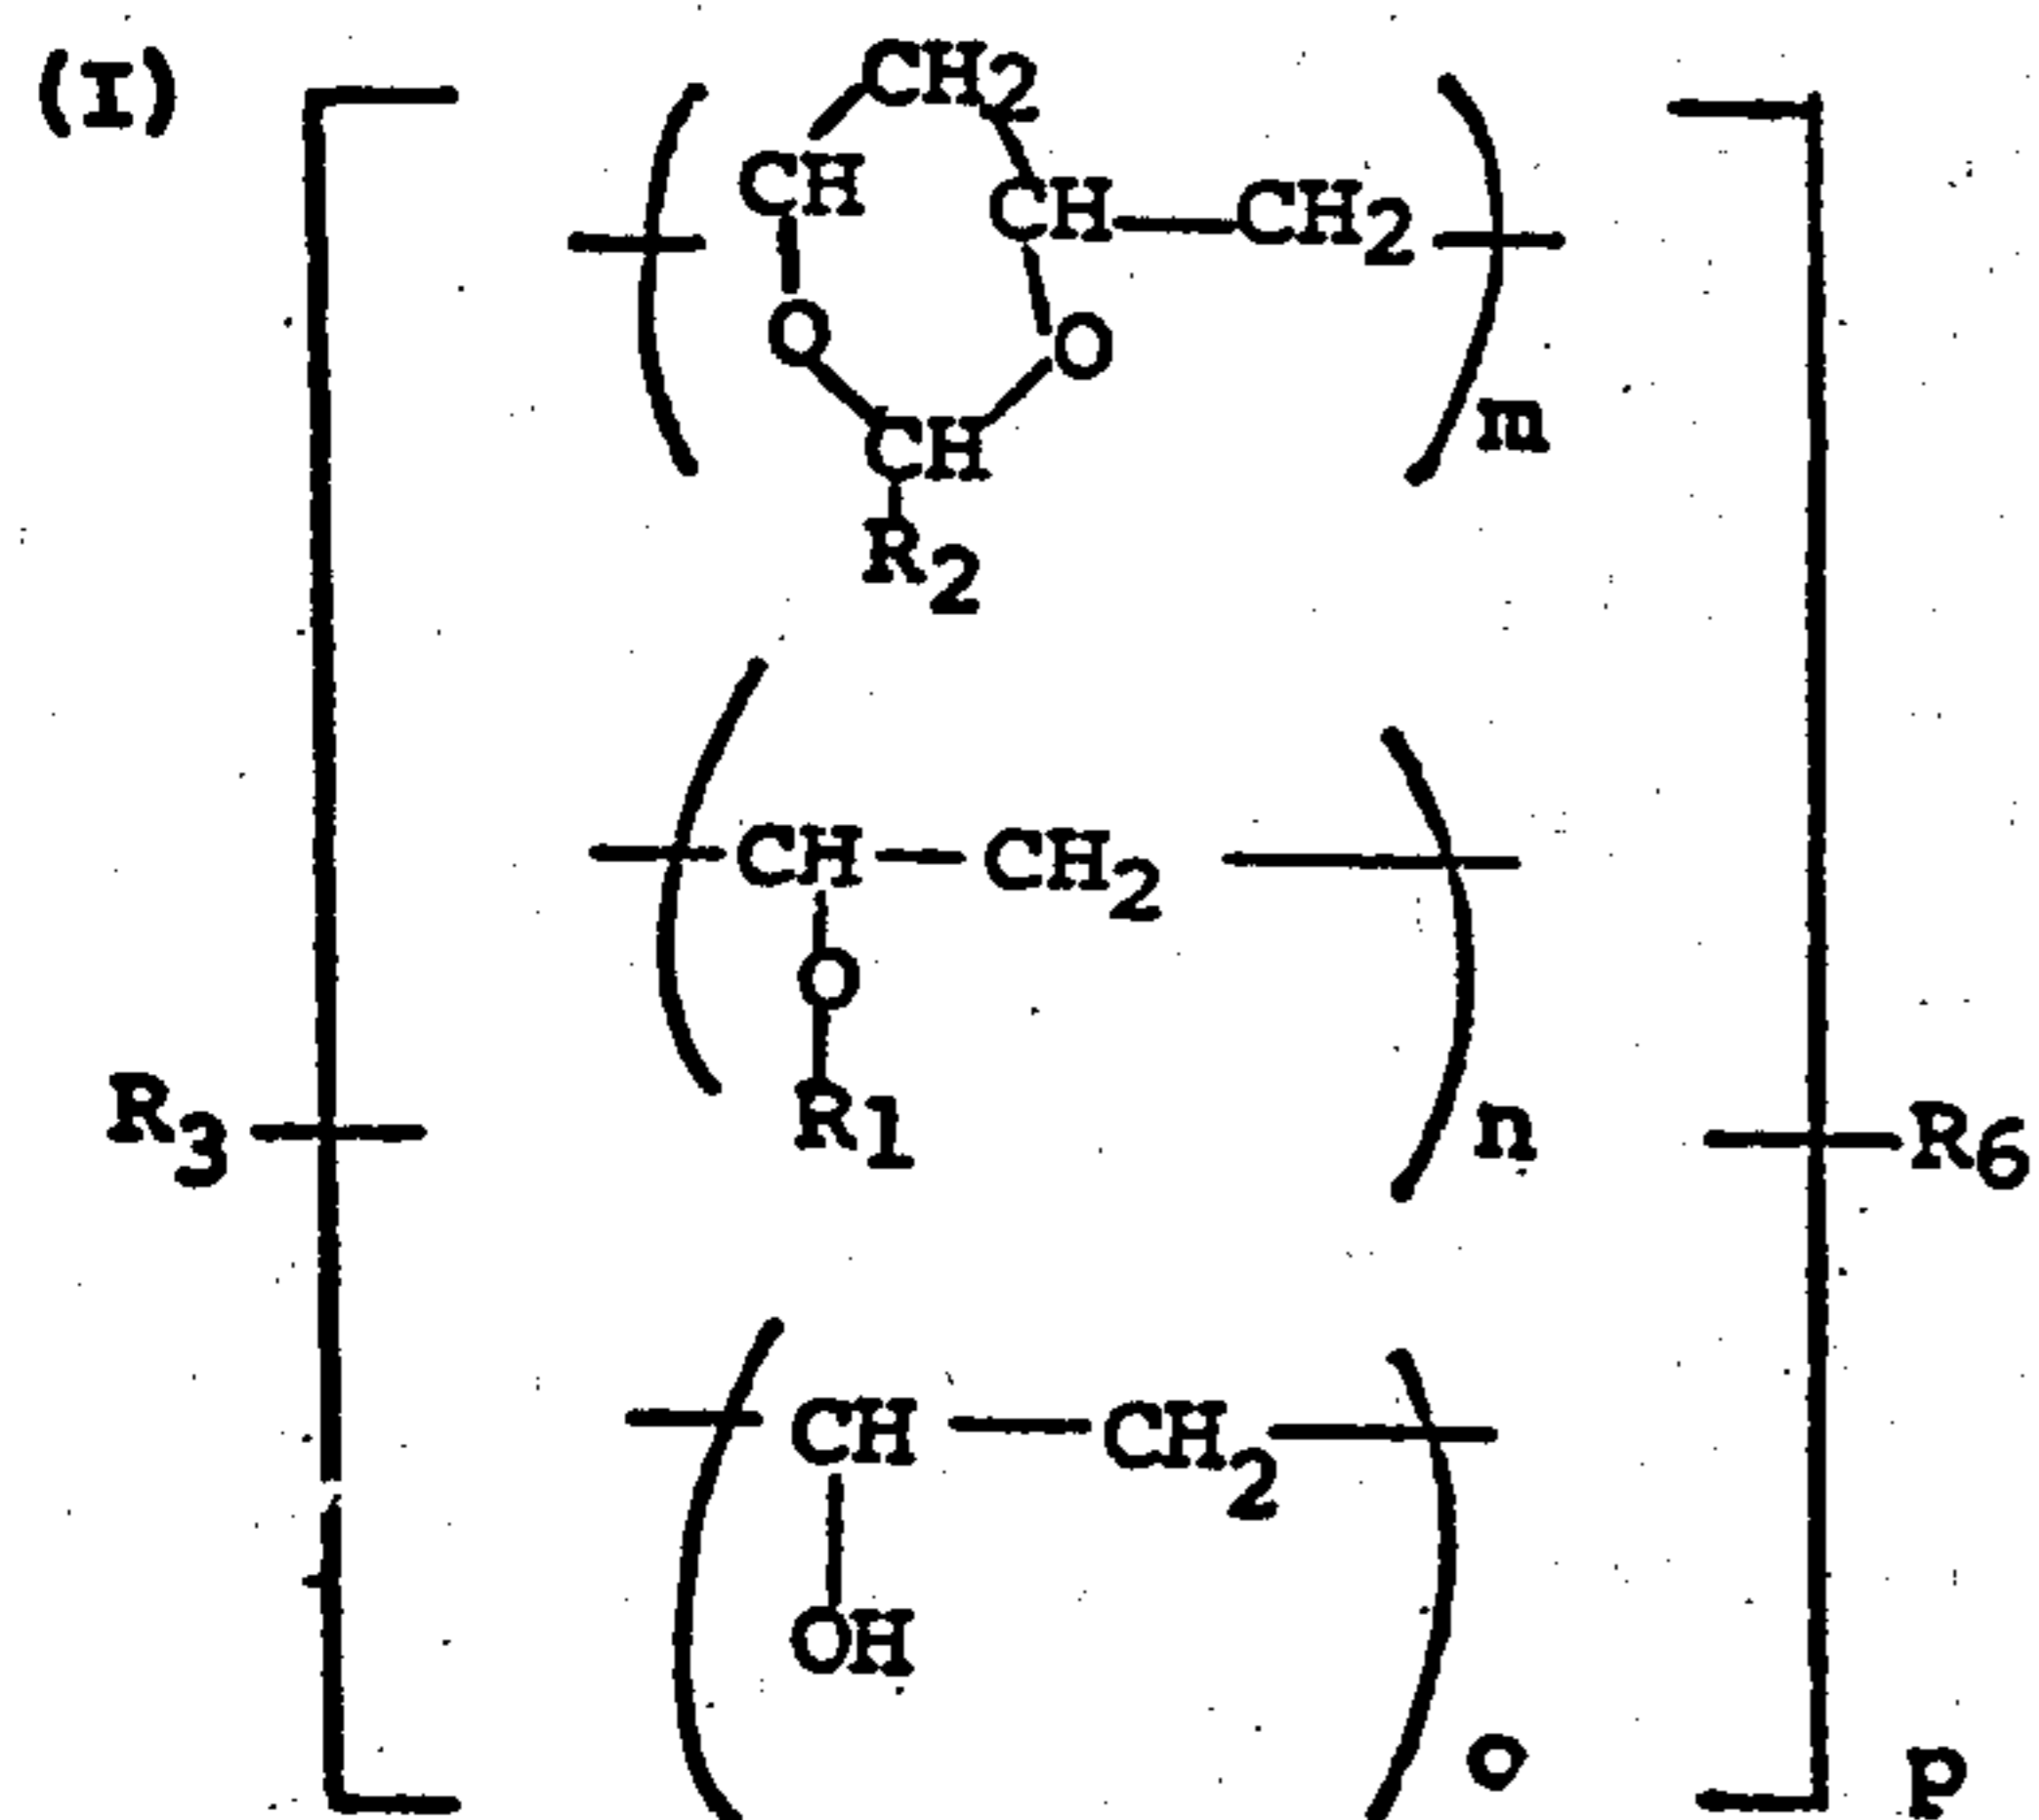 (I)
CH2
CH CH CH2
O O
CH
m
R2
CH CH2
O
R3 R1 n R6
CH CH2
OH
o p